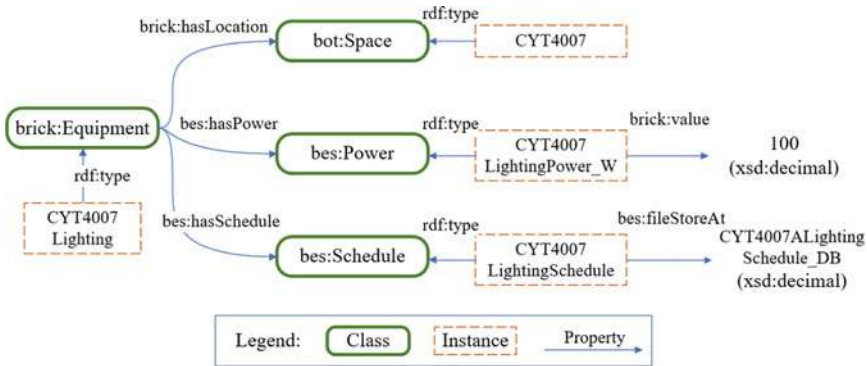 brick:hasLocation
bot:Space
rdf:type
CYT4007
brick:Equipment
bes:hasPower
bes:Power
rdf:type
CYT4007
LightingPower_W
brick:value
100
(xsd:decimal)
rdf:type
CYT4007
Lighting
bes:hasSchedule
bes:Schedule
rdf:type
CYT4007
LightingSchedule
bes:fileStoreAt
CYT4007ALighting
Schedule_DB
(xsd:decimal)
Legend: Class Instance Property